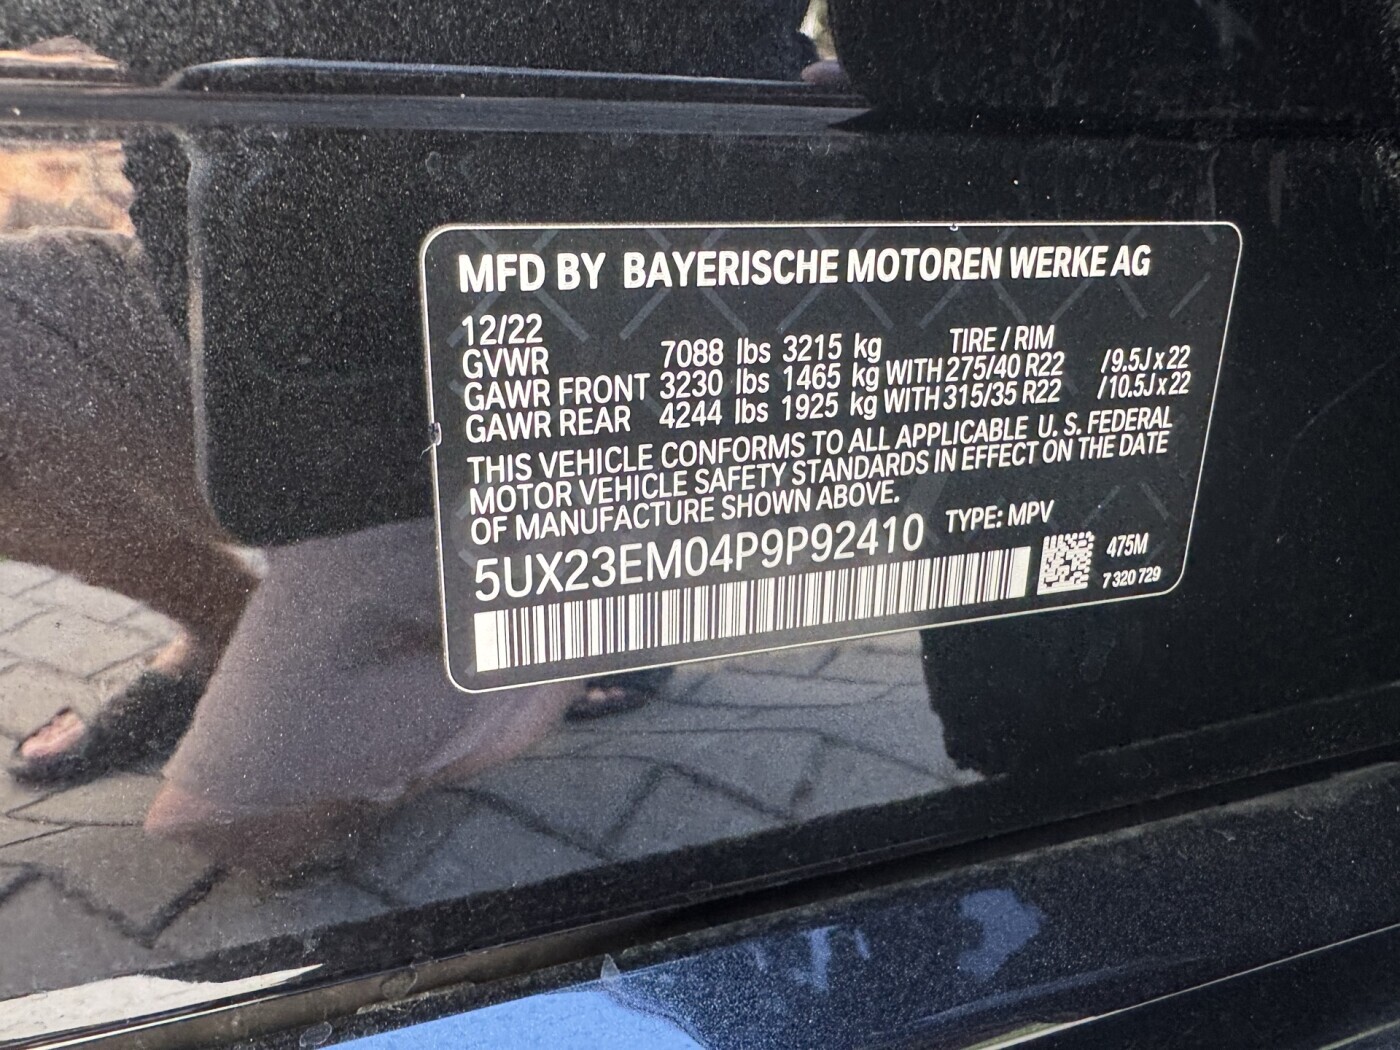 MFD BY BAYERISCHE MOTOREN WERKE AG
12/22
TIRE / RIM
GVWR 7088 lbs 3215 kg
GAWR FRONT 3230 lbs 1465 kg WITH 275/40 R22 /9.5J x 22
GAWR REAR 4244 lbs 1925 kg WITH 315/35 R22 /10.5J x 22
THIS VEHICLE CONFORMS TO ALL APPLICABLE U. S. FEDERAL
MOTOR VEHICLE SAFETY STANDARDS IN EFFECT ON THE DATE
OF MANUFACTURE SHOWN ABOVE.
5UX23EM04P9P92410 TYPE: MPV
475M
7 320 729